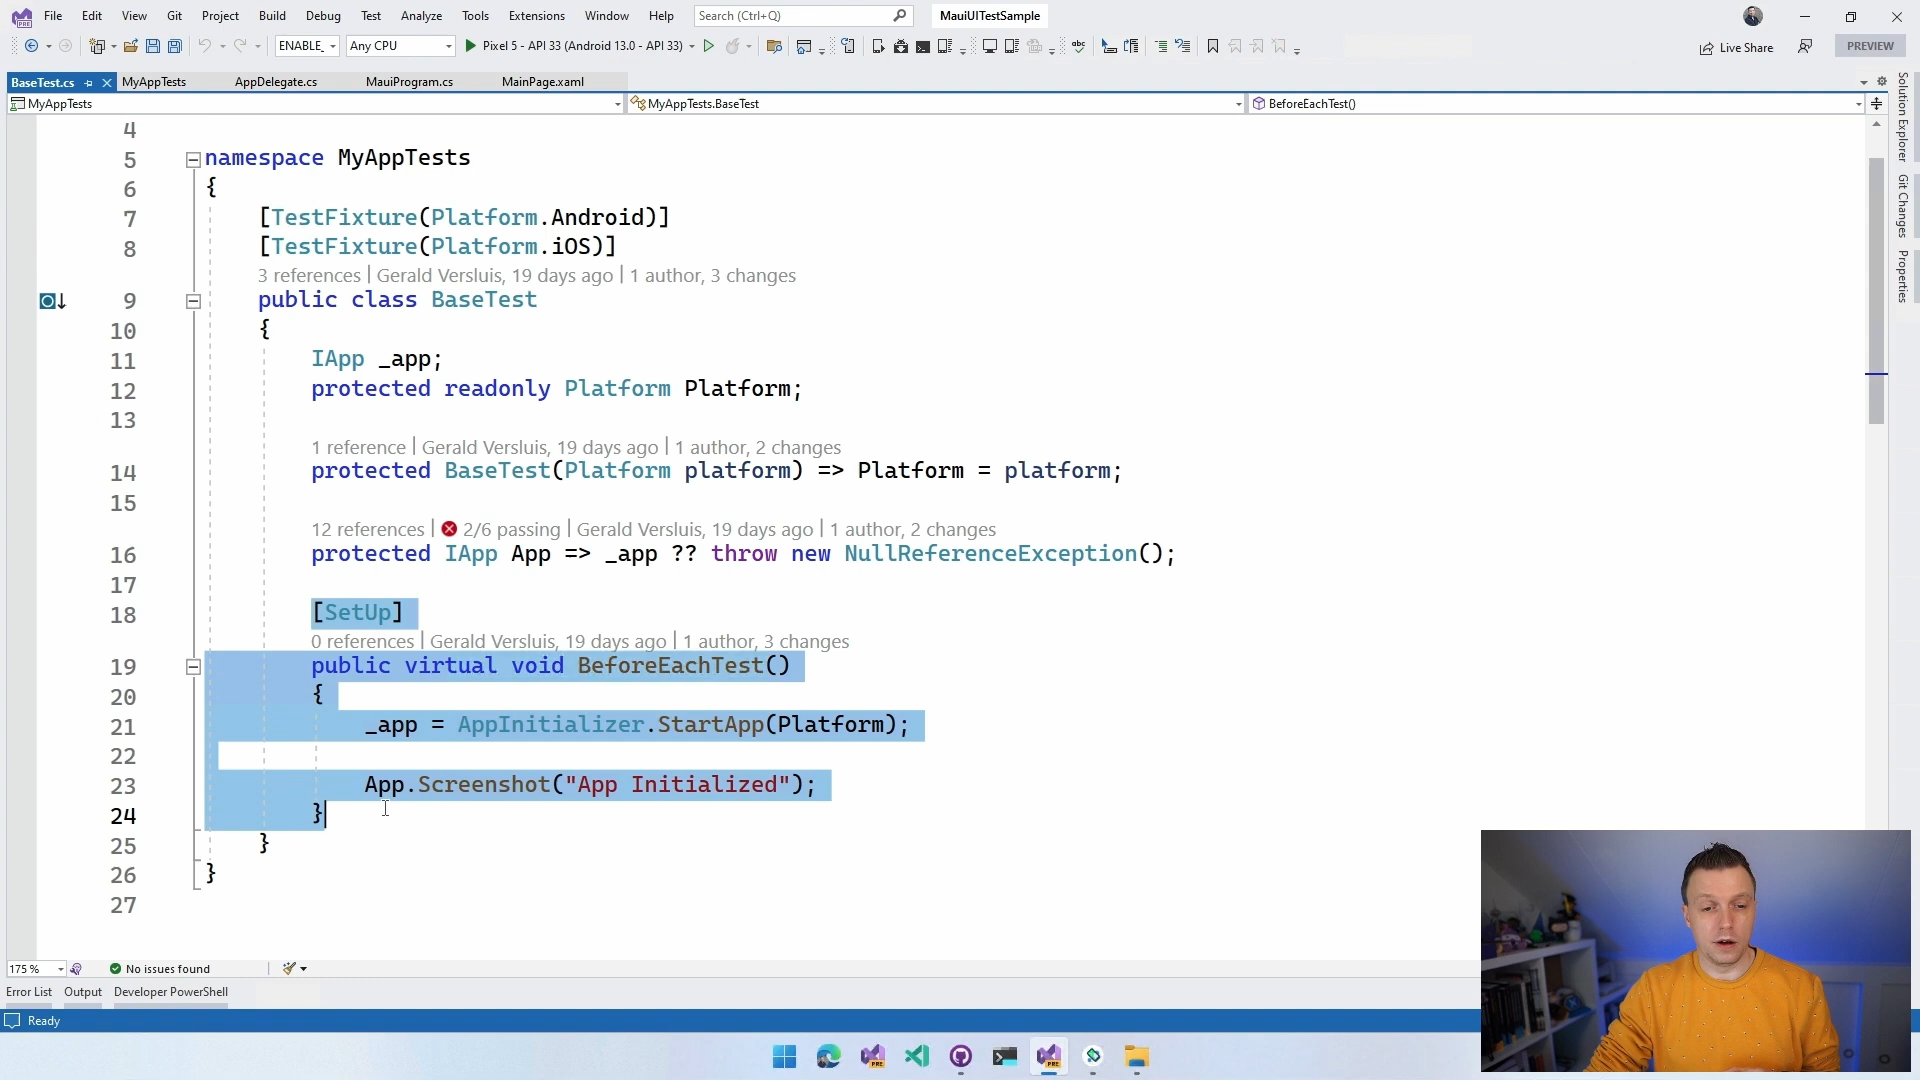 File Edit View Git Project Build Debug Test Analyze Tools Extensions Window Help Search (Ctrl+Q) MauiUITestSample
ENABLE_ Any CPU Pixel 5 - API 33 (Android 13.0 - API 33) Live Share PREVIEW
BaseTest.cs MyAppTests AppDelegate.cs MauiProgram.cs MainPage.xaml
MyAppTests MyAppTests.BaseTest BeforeEachTest()
4
5 namespace MyAppTests
6 {
7 [TestFixture(Platform.Android)]
8 [TestFixture(Platform.iOS)]
3 references | Gerald Versluis, 19 days ago | 1 author, 3 changes
9 public class BaseTest
10 {
11 IApp _app;
12 protected readonly Platform Platform;
13
1 reference | Gerald Versluis, 19 days ago | 1 author, 2 changes
14 protected BaseTest(Platform platform) => Platform = platform;
15
12 references | 2/6 passing | Gerald Versluis, 19 days ago | 1 author, 2 changes
16 protected IApp App => _app ?? throw new NullReferenceException();
17
18 [SetUp]
0 references | Gerald Versluis, 19 days ago | 1 author, 3 changes
19 public virtual void BeforeEachTest()
20 {
21 _app = AppInitializer.StartApp(Platform);
22
23 App.Screenshot("App Initialized");
24 }
25 }
26 }
27
175 % No issues found
Error List Output Developer PowerShell
Ready
Solution Explorer
Git Changes
Properties